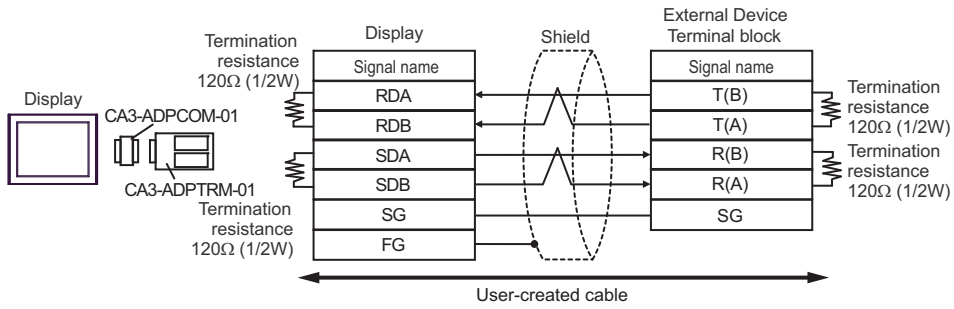 Display
CA3-ADPCOM-01
CA3-ADPTRM-01
Termination
resistance
120Ω (1/2W)
Termination
resistance
120Ω (1/2W)
Display
Signal name
RDA
RDB
SDA
SDB
SG
FG
Shield
External Device
Terminal block
Signal name
T(B)
T(A)
R(B)
R(A)
SG
Termination
resistance
120Ω (1/2W)
Termination
resistance
120Ω (1/2W)
User-created cable